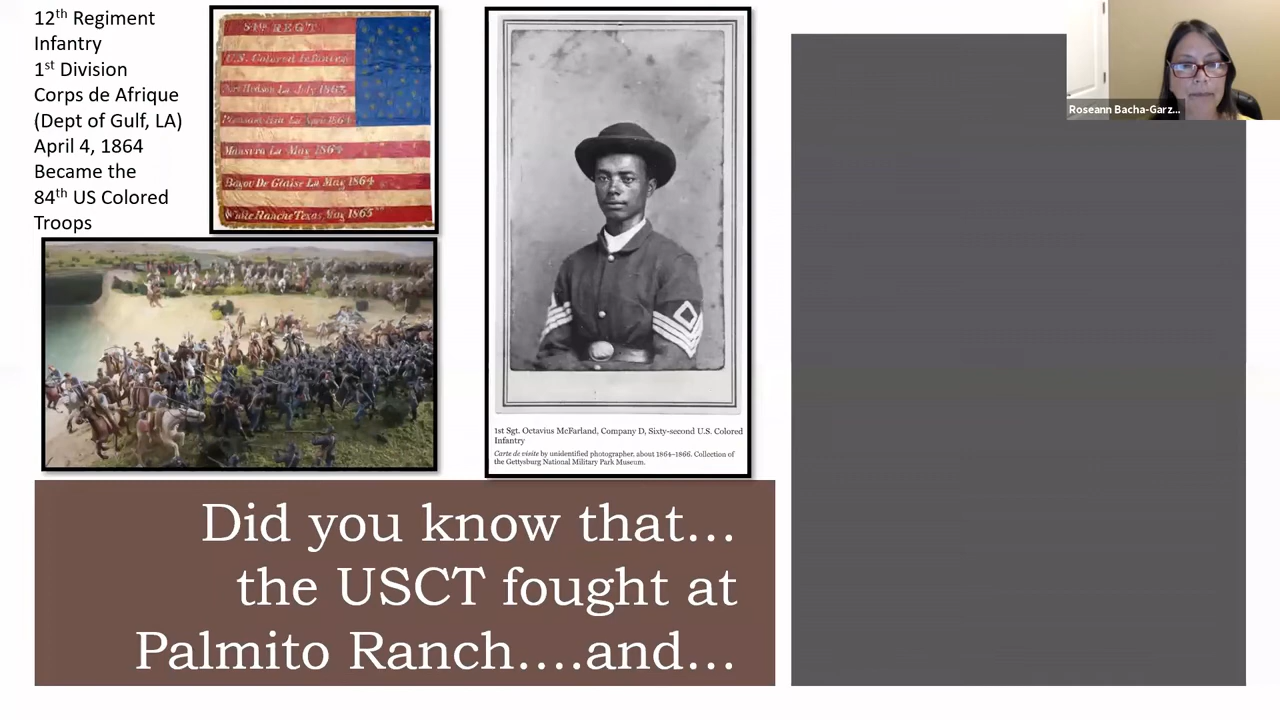 12th Regiment
Infantry
1st Division
Corps de Afrique
(Dept of Gulf, LA)
April 4, 1864
Became the
84th US Colored
Troops
REGT
U.S. Colored Infantry
Port Hudson La July 1863
La April 1864
Mansura La May 1864
Bayou De Glaise La May 1864
White Ranche Texas, May 1865
1st Sgt. Octavius McFarland, Company D, Sixty-second U.S. Colored
Infantry
Carte de visite by unidentified photographer, about 1864–1866. Collection of
the Gettysburg National Military Park Museum.
Did you know that...
the USCT fought at
Palmito Ranch....and...
Roseann Bacha-Garz...